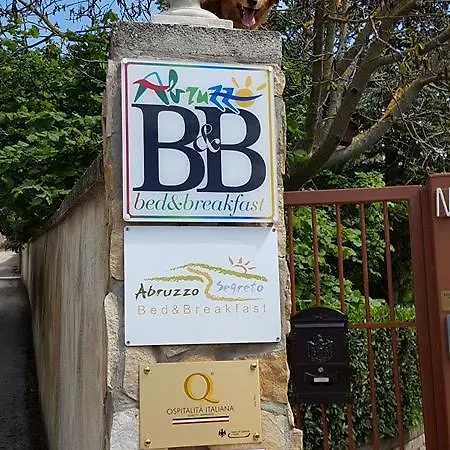 Abruzzo
B&B
bed&breakfast
Abruzzo Segreto
Bed&Breakfast
Q
OSPITALITÀ ITALIANA
N